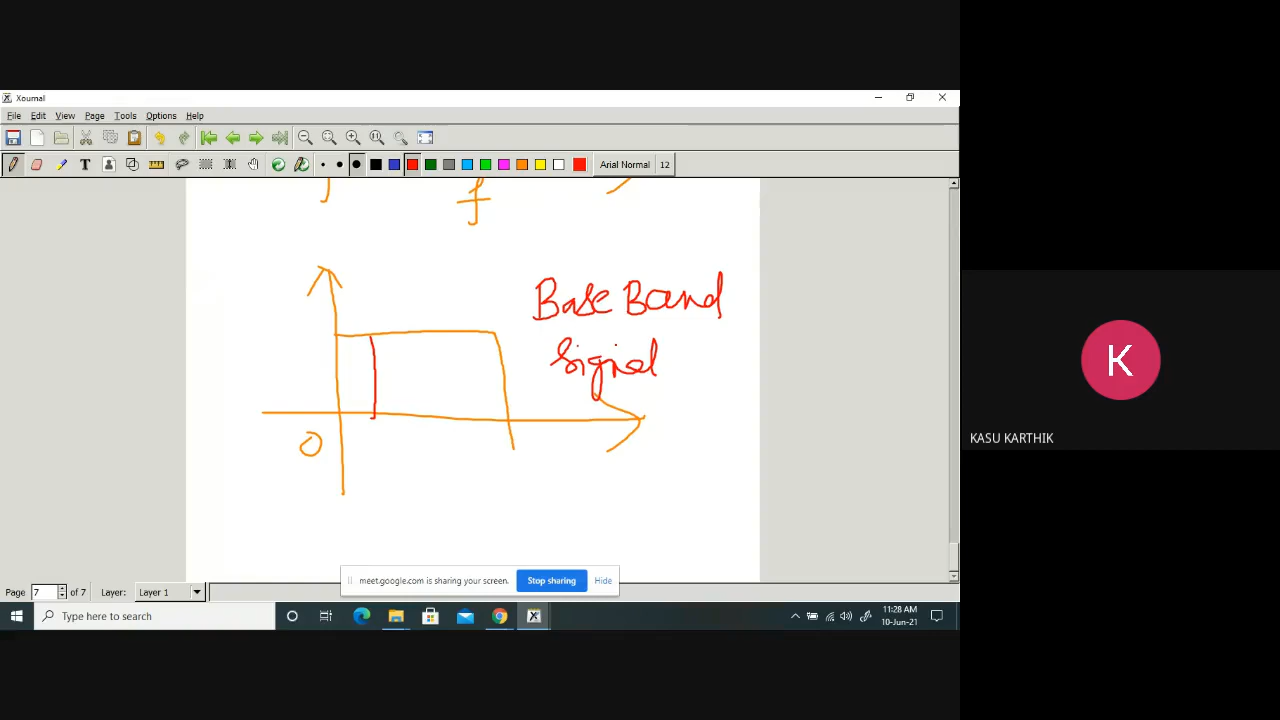 Xournal
File Edit View Page Tools Options Help
Arial Normal 12
f
Base Band
Signal
0
meet.google.com is sharing your screen. Stop sharing Hide
Page 7 of 7 Layer: Layer 1
Type here to search
11:28 AM
10-Jun-21
K
KASU KARTHIK